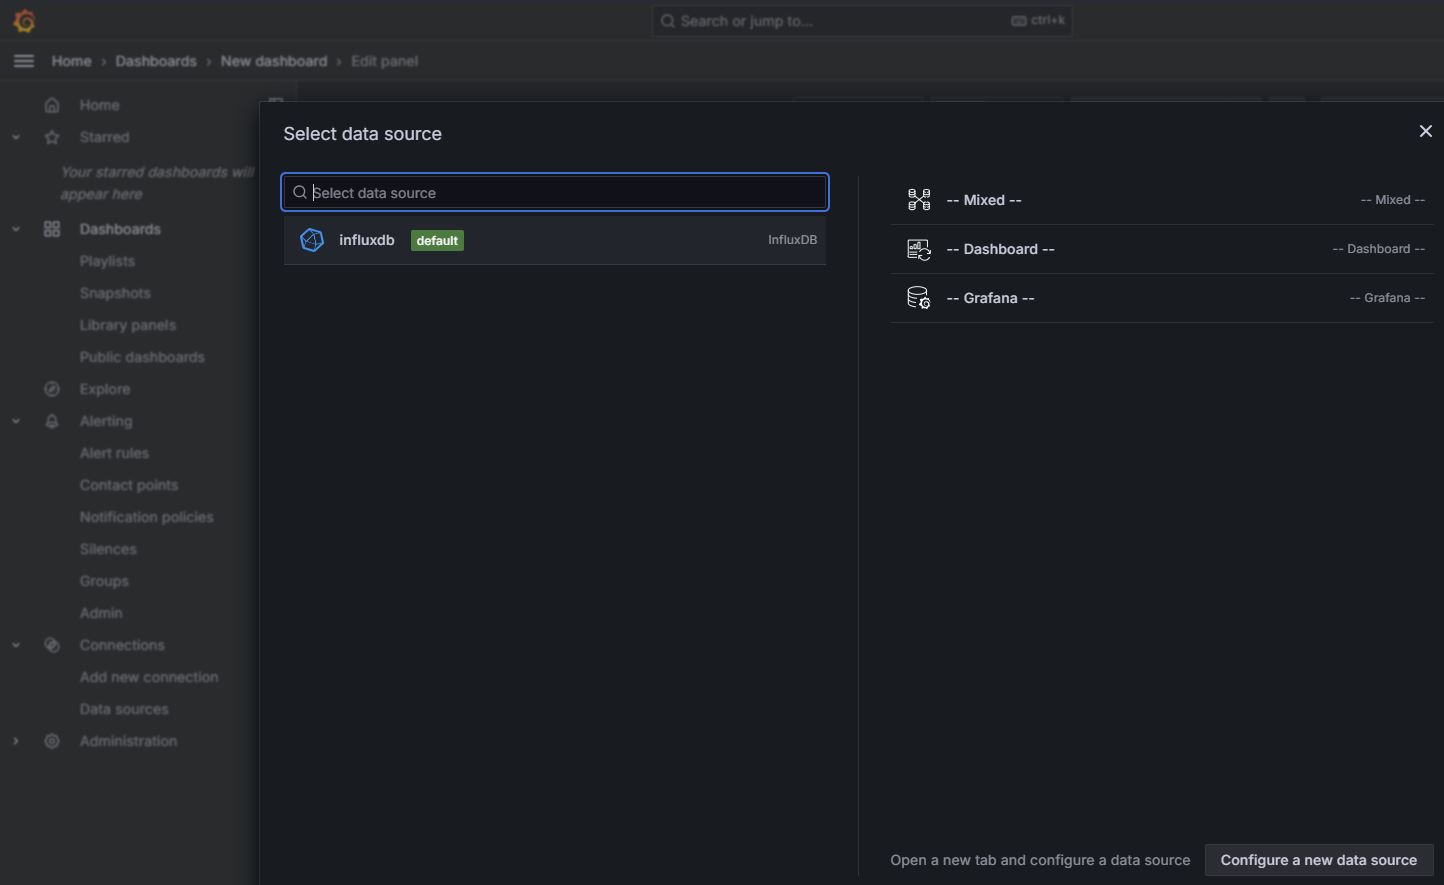 Search or jump to...
ctrl+k
Home › Dashboards › New dashboard › Edit panel
Home
Starred
Your starred dashboards will
appear here
Dashboards
Playlists
Snapshots
Library panels
Public dashboards
Explore
Alerting
Alert rules
Contact points
Notification policies
Silences
Groups
Admin
Connections
Add new connection
Data sources
Administration
Select data source
Select data source
influxdb default InfluxDB
-- Mixed -- -- Mixed --
-- Dashboard -- -- Dashboard --
-- Grafana -- -- Grafana --
Open a new tab and configure a data source Configure a new data source